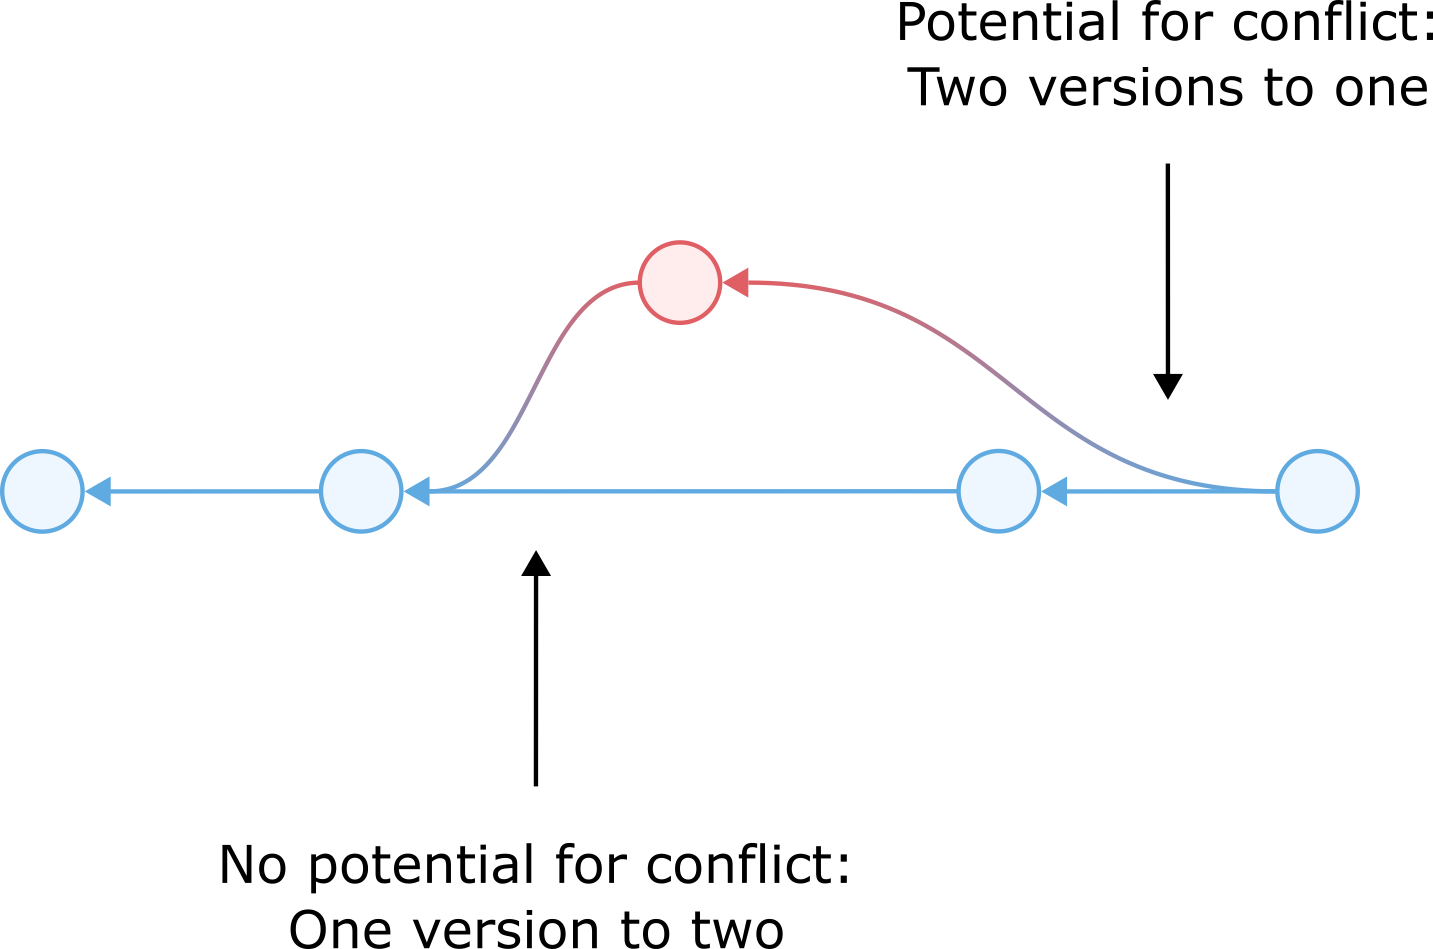 Potential for conflict:
Two versions to one
No potential for conflict:
One version to two